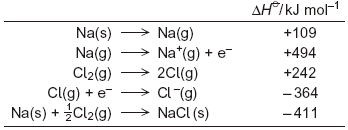 ΔH⦵/kJ mol⁻¹
Na(s) ⟶ Na(g) +109
Na(g) ⟶ Na⁺(g) + e⁻ +494
Cl₂(g) ⟶ 2Cl(g) +242
Cl(g) + e⁻ ⟶ Cl⁻(g) −364
Na(s) + ½Cl₂(g) ⟶ NaCl(s) −411